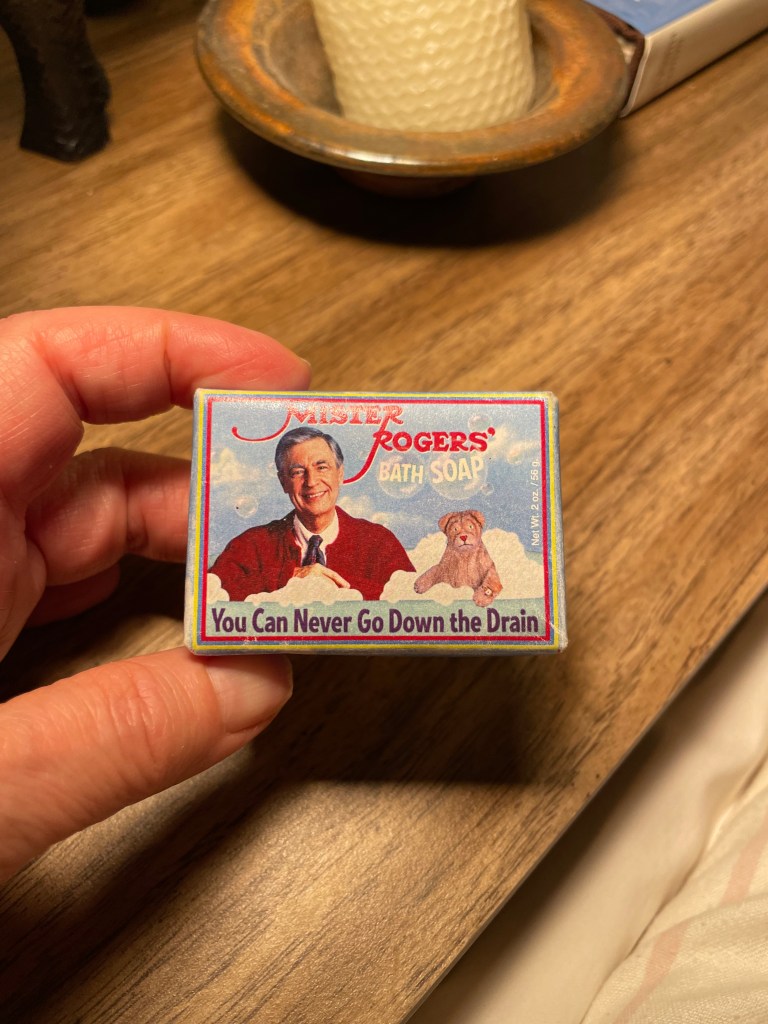 MISTER
ROGERS'
BATH SOAP
Net Wt. 2 oz. / 56 g.
You Can Never Go Down the Drain